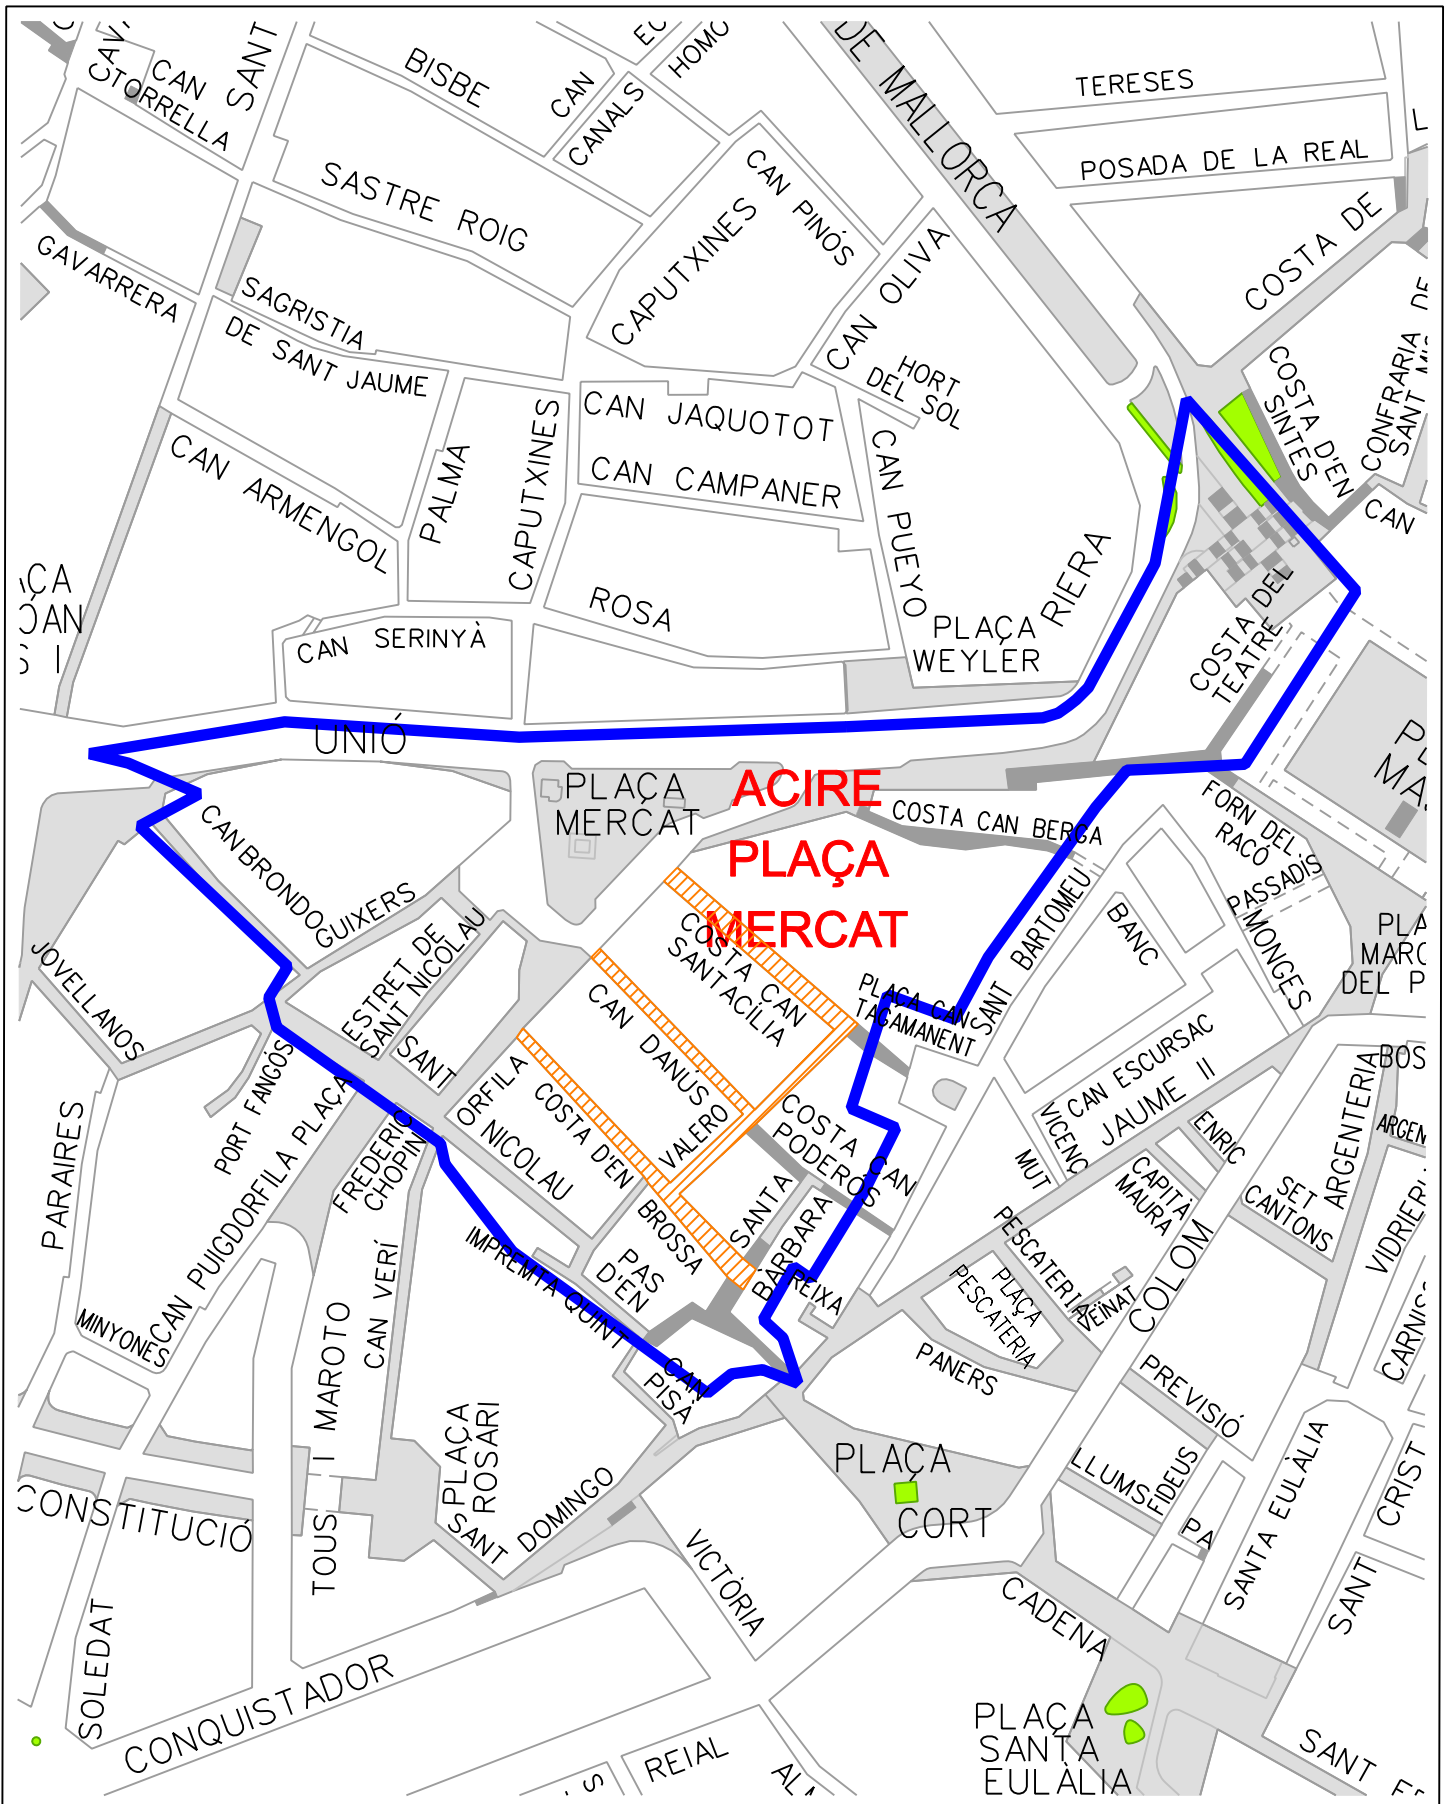 SANT
CAN
TORRELLA
BISBE
CAN
CANALS
HOMO
DE MALLORCA
TERESES
POSADA DE LA REAL
COSTA DE
SASTRE ROIG
CAPUTXINES
CAN PINÓS
CAN OLIVA
GAVARRERA
SAGRISTIA
DE SANT JAUME
HORT
DEL SOL
COSTA D'EN
SINTES
CONFRARIA DE
CAN
CAN ARMENGOL
PALMA
CAPUTXINES
CAN JAQUOTOT
CAN CAMPANER
CAN PUEYO
RIERA
ROSA
CAN SERINYÀ
PLAÇA
WEYLER
COSTA DEL
TEATRE
UNIÓ
PLAÇA
MERCAT
ACIRE
PLAÇA
MERCAT
COSTA CAN BERGA
FORN DEL
RACÓ
PASSADÍS
CAN BRONDO
GUIXERS
ESTRET DE
SANT NICOLAU
COSTA CAN
SANTACÍLIA
PLAÇA CAN
TAGAMANENT
SANT BARTOMEU
BANC
MONGES
JOVELLANOS
CAN DANÚS
SANT
ORFILA
O NICOLAU
COSTA D'EN
BROSSA
VALERO
COSTA CAN
PODERÓS
CAN ESCURSAC
JAUME II
VICENÇ
MUT
ENRIC
ARGENTERIA
PORT FANGÓS
PLAÇA
CAN PUIGDORFILA
FREDERIC
CHOPIN
PARAIRES
SANTA
BÀRBARA
REIXA
PAS
D'EN
IMPREMTA QUINT
CAPITÀ
MAURA
SET
CANTONS
COLOM
PESCATERIA
PLAÇA
PESCATERIA
VEÏNAT
PANERS
PREVISIÓ
MINYONES
CAN VERÍ
TOUS I MAROTO
CAN
PISÀ
PLAÇA
ROSARI
SANT
DOMINGO
PLAÇA
CORT
LLUMS
FIDEUS
PA
SANTA EULÀLIA
CRIST
SANT
CONSTITUCIÓ
SOLEDAT
VICTÒRIA
CADENA
CONQUISTADOR
REIAL
PLAÇA
SANTA
EULÀLIA
SANT